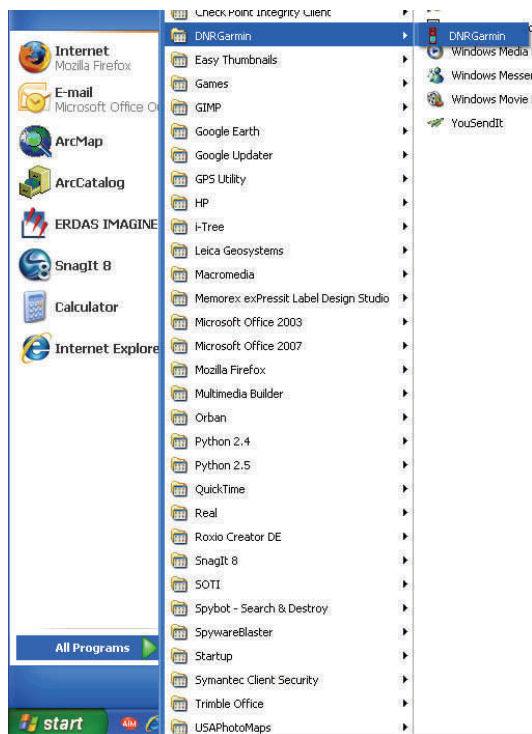 Internet
Mozilla Firefox
E-mail
Microsoft Office
ArcMap
ArcCatalog
ERDAS IMAGINE
SnagIt 8
Calculator
Internet Explore
All Programs
start
Check Point Integrity Client
DNRGarmin
Easy Thumbnails
Games
GIMP
Google Earth
Google Updater
GPS Utility
HP
i-Tree
Leica Geosystems
Macromedia
Memorex exPressit Label Design Studio
Microsoft Office 2003
Microsoft Office 2007
Mozilla Firefox
Multimedia Builder
Orban
Python 2.4
Python 2.5
QuickTime
Real
Roxio Creator DE
SnagIt 8
SOTI
Spybot - Search & Destroy
SpywareBlaster
Startup
Symantec Client Security
Trimble Office
USAPhotoMaps
DNRGarmin
Windows Media
Windows Messen
Windows Movie
YouSendIt